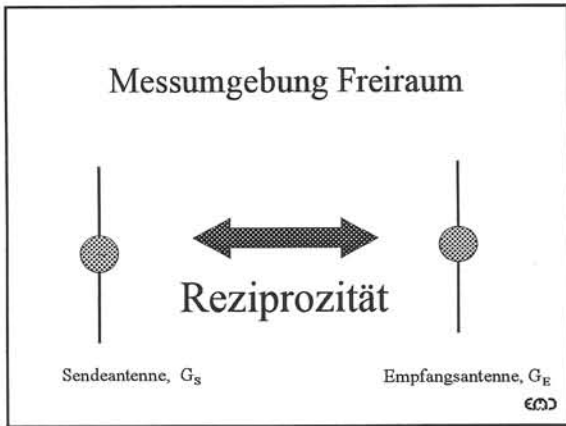 Messumgebung Freiraum
Reziprozität
Sendeantenne, G_S
Empfangsantenne, G_E